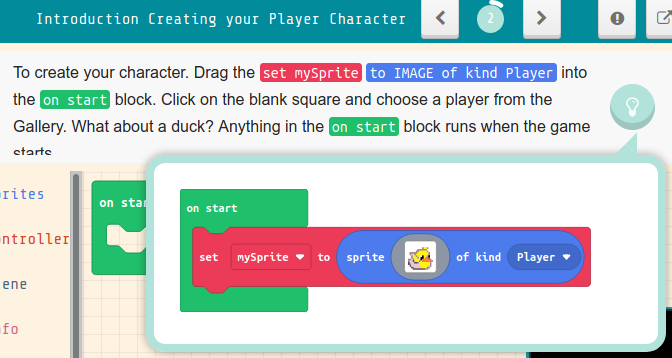 Introduction Creating your Player Character
2
To create your character. Drag the set mySprite to IMAGE of kind Player into
the on start block. Click on the blank square and choose a player from the
Gallery. What about a duck? Anything in the on start block runs when the game
starts.
rites
on star
on start
ntroller
set mySprite to sprite of kind Player
ene
fo